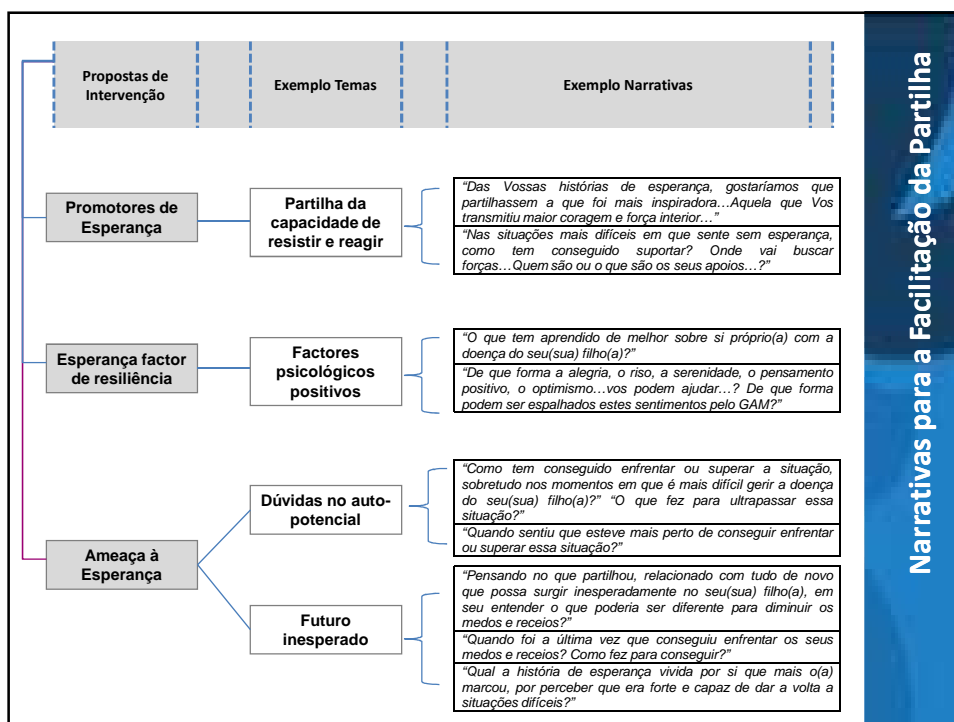 Propostas de
Intervenção
Exemplo Temas
Exemplo Narrativas
Promotores de
Esperança
Partilha da
capacidade de
resistir e reagir
“Das Vossas histórias de esperança, gostaríamos que
partilhassem a que foi mais inspiradora…Aquela que Vos
transmitiu maior coragem e força interior…”
“Nas situações mais difíceis em que sente sem esperança,
como tem conseguido suportar? Onde vai buscar
forças…Quem são ou o que são os seus apoios…?”
Esperança factor
de resiliência
Factores
psicológicos
positivos
“O que tem aprendido de melhor sobre si próprio(a) com a
doença do seu(sua) filho(a)?”
“De que forma a alegria, o riso, a serenidade, o pensamento
positivo, o optimismo…vos podem ajudar…? De que forma
podem ser espalhados estes sentimentos pelo GAM?”
Ameaça à
Esperança
Dúvidas no auto-
potencial
“Como tem conseguido enfrentar ou superar a situação,
sobretudo nos momentos em que é mais difícil gerir a doença
do seu(sua) filho(a)?” “O que fez para ultrapassar essa
situação?”
“Quando sentiu que esteve mais perto de conseguir enfrentar
ou superar essa situação?”
Futuro
inesperado
“Pensando no que partilhou, relacionado com tudo de novo
que possa surgir inesperadamente no seu(sua) filho(a), em
seu entender o que poderia ser diferente para diminuir os
medos e receios?”
“Quando foi a última vez que conseguiu enfrentar os seus
medos e receios? Como fez para conseguir?”
“Qual a história de esperança vivida por si que mais o(a)
marcou, por perceber que era forte e capaz de dar a volta a
situações difíceis?”
Narrativas para a Facilitação da Partilha